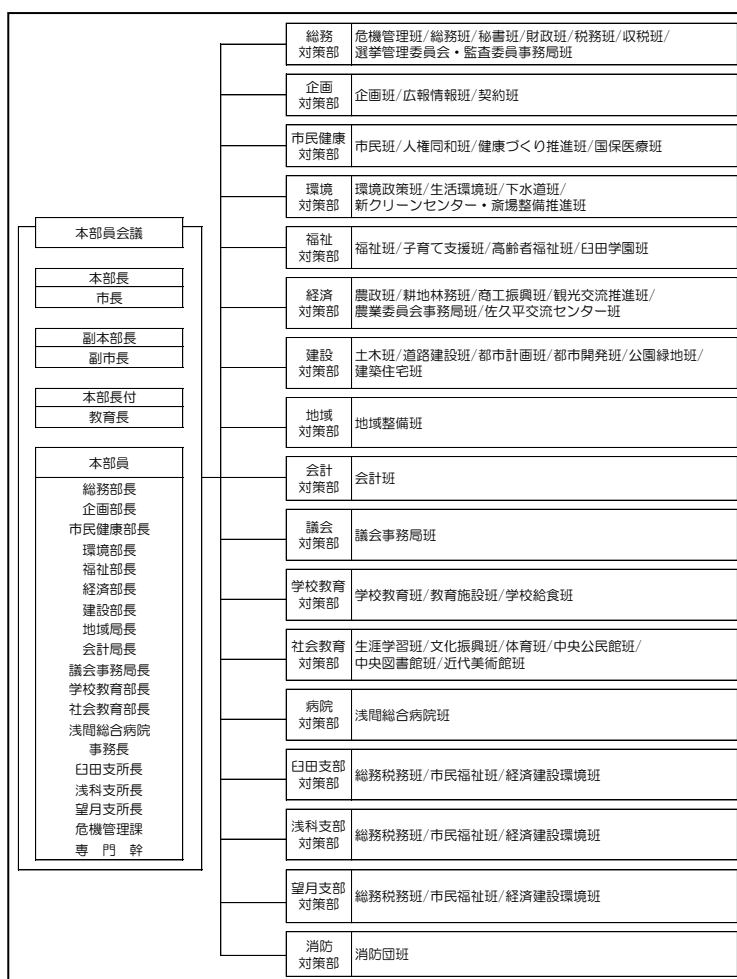 本部員会議
本部長
市長
副本部長
副市長
本部長付
教育長
本部員
総務部長
企画部長
市民健康部長
環境部長
福祉部長
経済部長
建設部長
地域局長
会計局長
議会事務局長
学校教育部長
社会教育部長
浅間総合病院
事務長
臼田支所長
浅科支所長
望月支所長
危機管理課
専 門 幹
総務
対策部
危機管理班/総務班/秘書班/財政班/税務班/収税班/
選挙管理委員会・監査委員事務局班
企画
対策部
企画班/広報情報班/契約班
市民健康
対策部
市民班/人権同和班/健康づくり推進班/国保医療班
環境
対策部
環境政策班/生活環境班/下水道班/
新クリーンセンター・斎場整備推進班
福祉
対策部
福祉班/子育て支援班/高齢者福祉班/臼田学園班
経済
対策部
農政班/耕地林務班/商工振興班/観光交流推進班/
農業委員会事務局班/佐久平交流センター班
建設
対策部
土木班/道路建設班/都市計画班/都市開発班/公園緑地班/
建築住宅班
地域
対策部
地域整備班
会計
対策部
会計班
議会
対策部
議会事務局班
学校教育
対策部
学校教育班/教育施設班/学校給食班
社会教育
対策部
生涯学習班/文化振興班/体育班/中央公民館班/
中央図書館班/近代美術館班
病院
対策部
浅間総合病院班
臼田支部
対策部
総務税務班/市民福祉班/経済建設環境班
浅科支部
対策部
総務税務班/市民福祉班/経済建設環境班
望月支部
対策部
総務税務班/市民福祉班/経済建設環境班
消防
対策部
消防団班